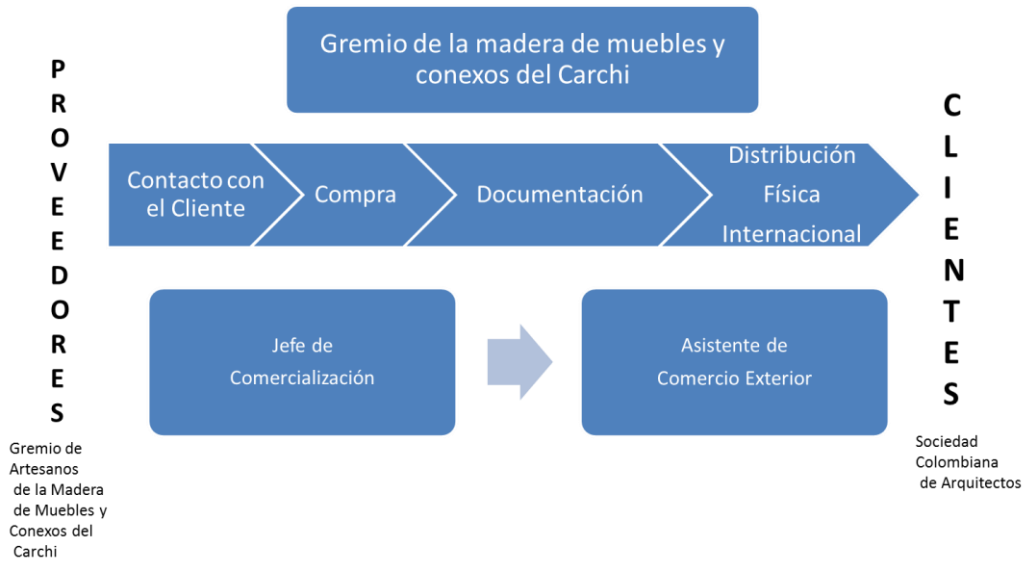 Gremio de la madera de muebles y
conexos del Carchi
PROVEEDORES
Contacto con
el Cliente
Compra
Documentación
Distribución
Física
Internacional
CLIENTES
Jefe de
Comercialización
Asistente de
Comercio Exterior
Gremio de
Artesanos
de la Madera
de Muebles y
Conexos del
Carchi
Sociedad
Colombiana
de Arquitectos